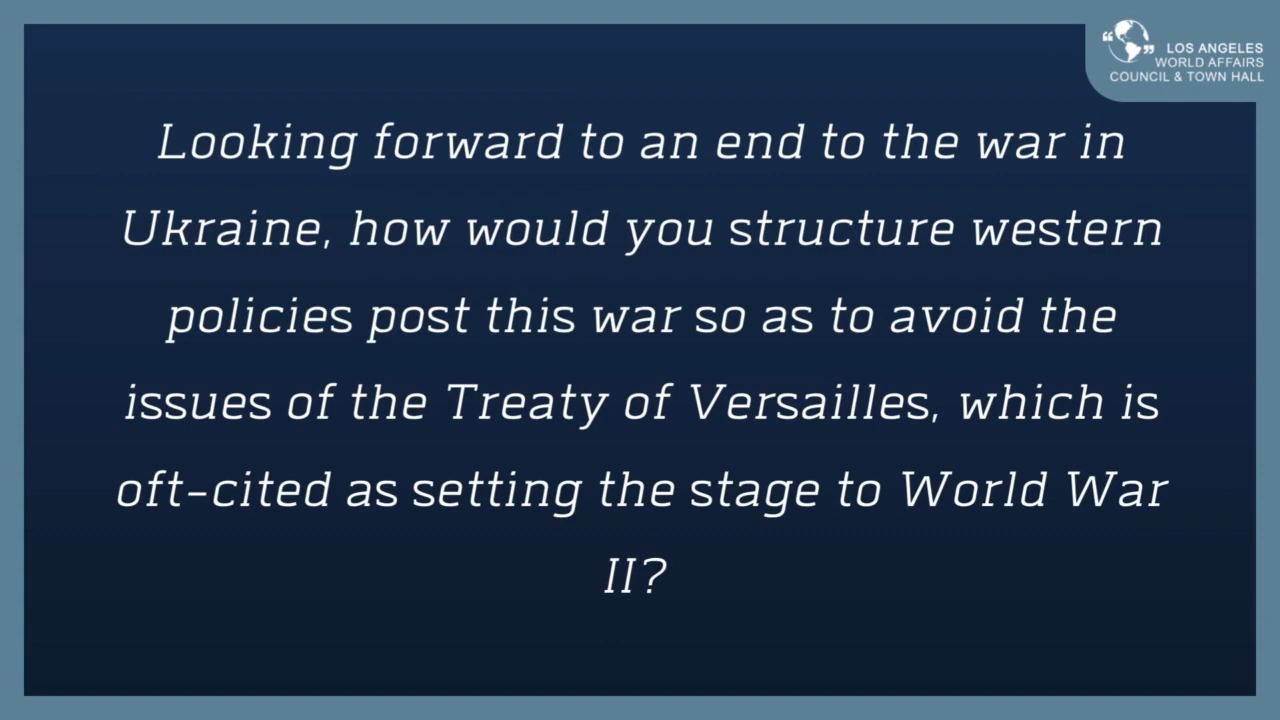 LOS ANGELES
WORLD AFFAIRS
COUNCIL & TOWN HALL
Looking forward to an end to the war in
Ukraine, how would you structure western
policies post this war so as to avoid the
issues of the Treaty of Versailles, which is
oft-cited as setting the stage to World War
II?